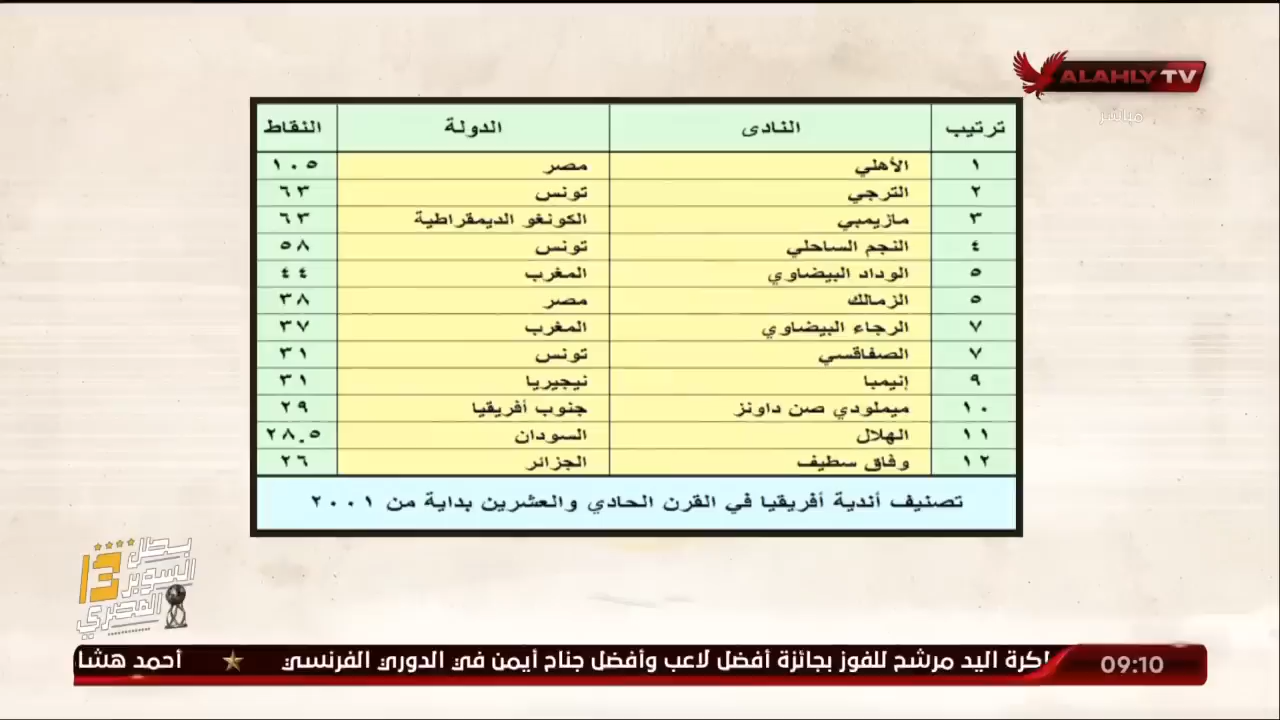 ALAHLY TV
مباشر
ترتيب النادى الدولة النقاط
١ الأهلي مصر ١٠٥
٢ الترجي تونس ٦٣
٣ مازيمبي الكونغو الديمقراطية ٦٣
٤ النجم الساحلي تونس ٥٨
٥ الوداد البيضاوي المغرب ٤٤
٥ الزمالك مصر ٣٨
٧ الرجاء البيضاوي المغرب ٣٧
٧ الصفاقسي تونس ٣١
٩ إنيمبا نيجيريا ٣١
١٠ ميملودي صن داونز جنوب أفريقيا ٢٩
١١ الهلال السودان ٢٨.٥
١٢ وفاق سطيف الجزائر ٢٦
تصنيف أندية أفريقيا في القرن الحادي والعشرين بداية من ٢٠٠١
بطل
السوبر 13
المصري
كرة اليد مرشح للفوز بجائزة أفضل لاعب وأفضل جناح أيمن في الدوري الفرنسي ★ أحمد هشا
09:10